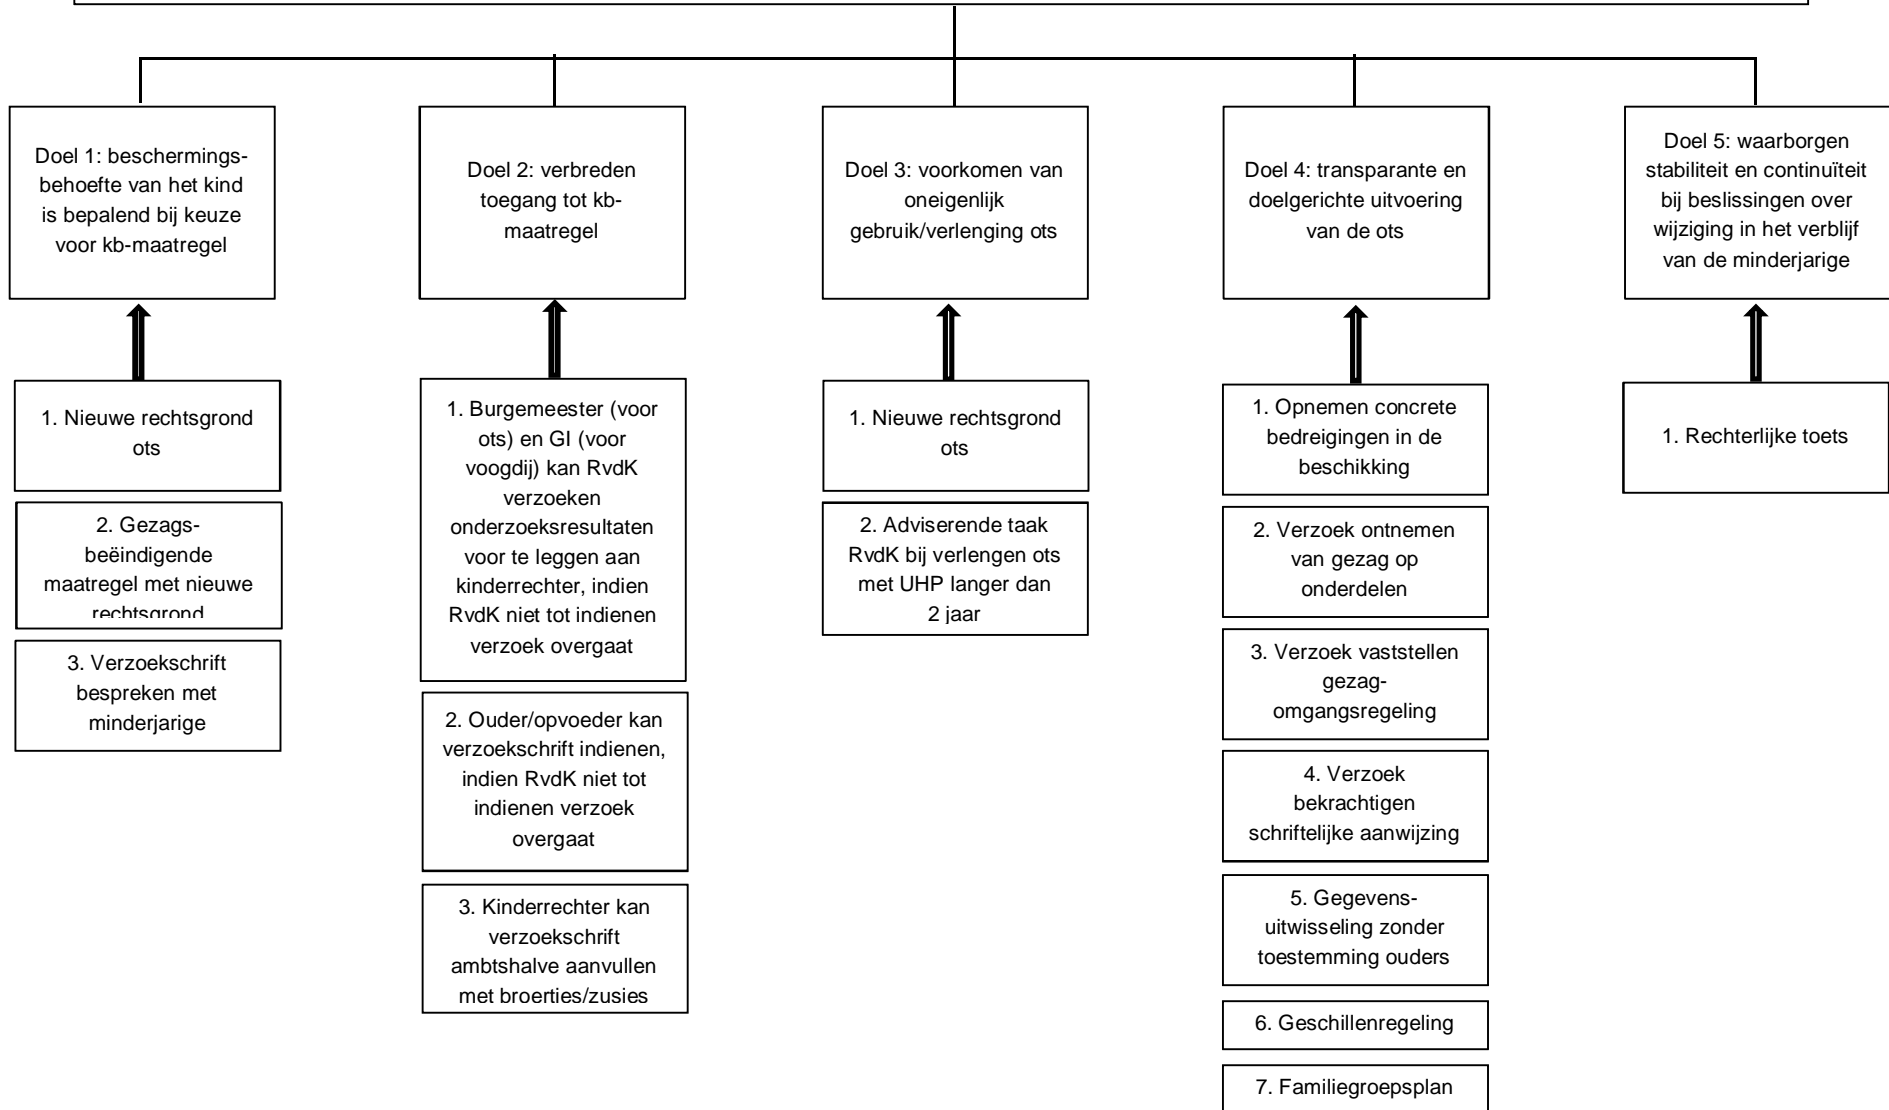 Doel 1: beschermings-
behoefte van het kind
is bepalend bij keuze
voor kb-maatregel
1. Nieuwe rechtsgrond
ots
2. Gezags-
beëindigende
maatregel met nieuwe
rechtsgrond
3. Verzoekschrift
bespreken met
minderjarige
Doel 2: verbreden
toegang tot kb-
maatregel
1. Burgemeester (voor
ots) en GI (voor
voogdij) kan RvdK
verzoeken
onderzoeksresultaten
voor te leggen aan
kinderrechter, indien
RvdK niet tot indienen
verzoek overgaat
2. Ouder/opvoeder kan
verzoekschrift indienen,
indien RvdK niet tot
indienen verzoek
overgaat
3. Kinderrechter kan
verzoekschrift
ambtshalve aanvullen
met broertjes/zusjes
Doel 3: voorkomen van
oneigenlijk
gebruik/verlenging ots
1. Nieuwe rechtsgrond
ots
2. Adviserende taak
RvdK bij verlengen ots
met UHP langer dan
2 jaar
Doel 4: transparante en
doelgerichte uitvoering
van de ots
1. Opnemen concrete
bedreigingen in de
beschikking
2. Verzoek ontnemen
van gezag op
onderdelen
3. Verzoek vaststellen
gezag-
omgangsregeling
4. Verzoek
bekrachtigen
schriftelijke aanwijzing
5. Gegevens-
uitwisseling zonder
toestemming ouders
6. Geschillenregeling
7. Familiegroepsplan
Doel 5: waarborgen
stabiliteit en continuïteit
bij beslissingen over
wijziging in het verblijf
van de minderjarige
1. Rechterlijke toets